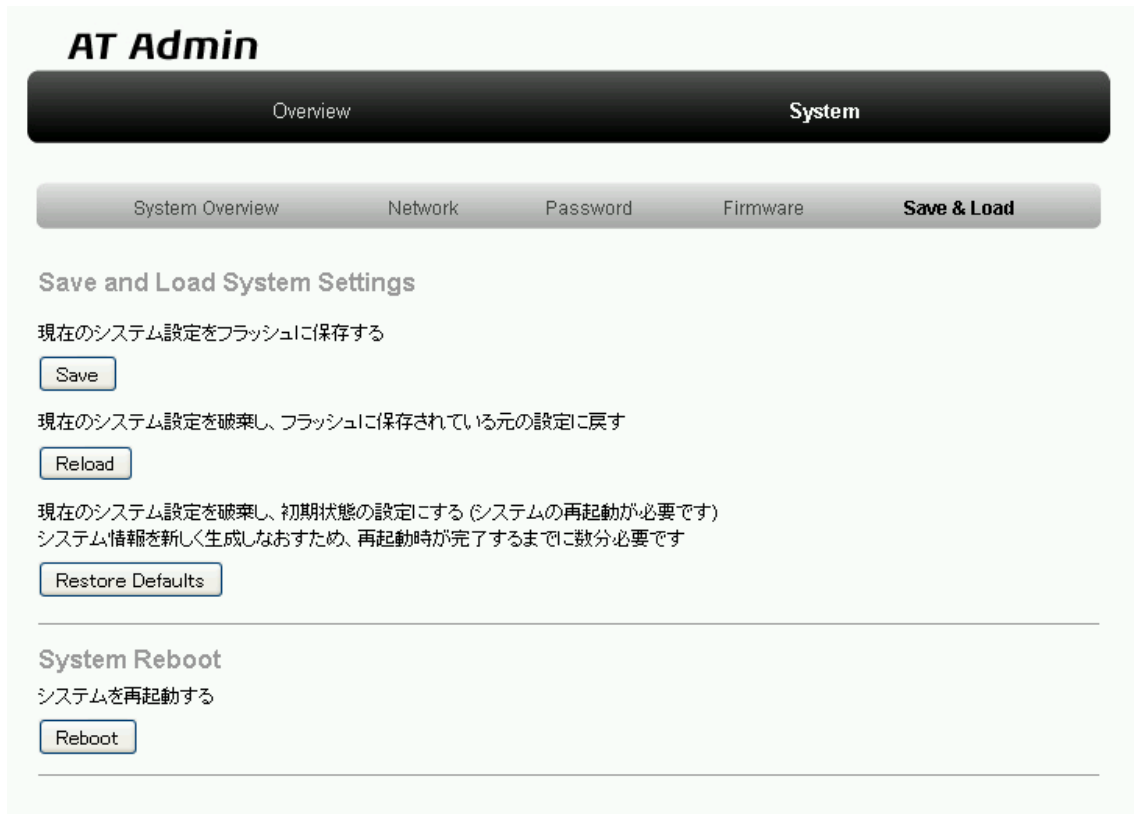 AT Admin
Overview System
System Overview Network Password Firmware Save & Load
Save and Load System Settings
現在のシステム設定をフラッシュに保存する
Save
現在のシステム設定を破棄し、フラッシュに保存されている元の設定に戻す
Reload
現在のシステム設定を破棄し、初期状態の設定にする (システムの再起動が必要です)
システム情報を新しく生成しなおすため、再起動時が完了するまでに数分必要です
Restore Defaults
System Reboot
システムを再起動する
Reboot